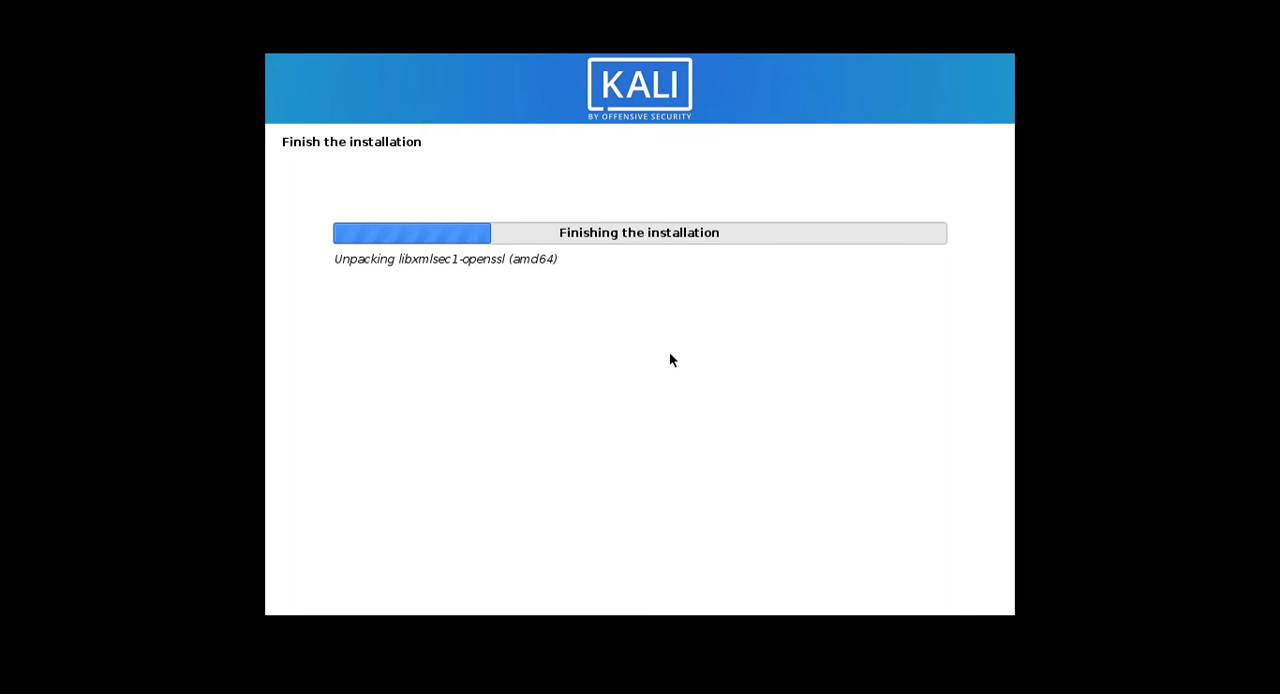 KALI
BY OFFENSIVE SECURITY
Finish the installation
Finishing the installation
Unpacking libxmlsec1-openssl (amd64)